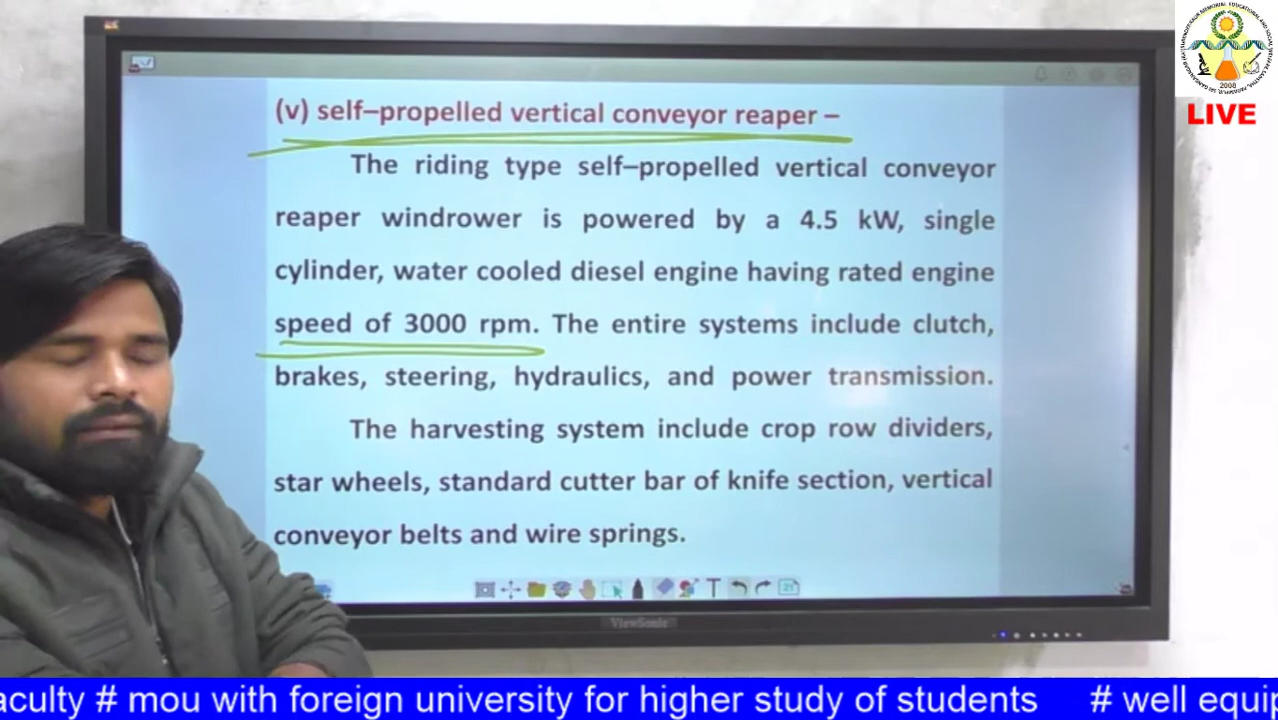 (v) self–propelled vertical conveyor reaper –
The riding type self–propelled vertical conveyor
reaper windrower is powered by a 4.5 kW, single
cylinder, water cooled diesel engine having rated engine
speed of 3000 rpm. The entire systems include clutch,
brakes, steering, hydraulics, and power transmission.
The harvesting system include crop row dividers,
star wheels, standard cutter bar of knife section, vertical
conveyor belts and wire springs.
ViewSonic
2008
LIVE
aculty # mou with foreign university for higher study of students # well equip